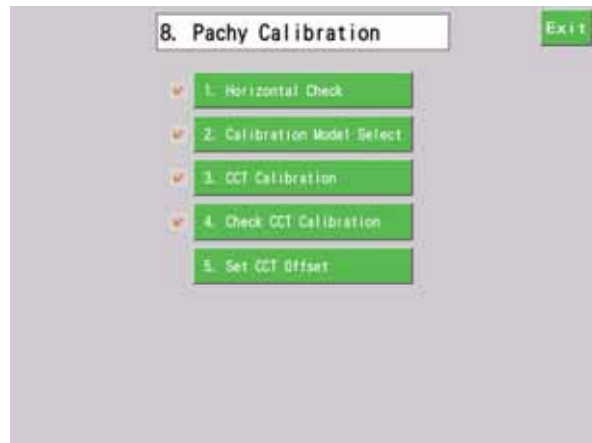 8. Pachy Calibration
Exit
1. Horizontal Check
2. Calibration Model Select
3. CCT Calibration
4. Check CCT Calibration
5. Set CCT Offset